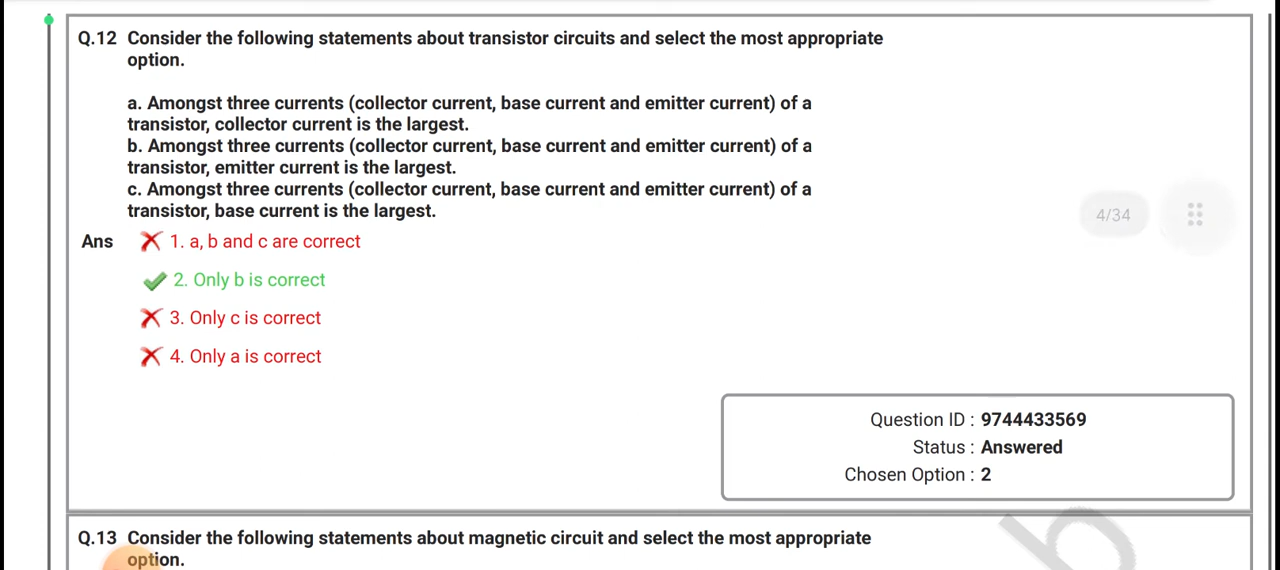 Q.12 Consider the following statements about transistor circuits and select the most appropriate
option.
a. Amongst three currents (collector current, base current and emitter current) of a
transistor, collector current is the largest.
b. Amongst three currents (collector current, base current and emitter current) of a
transistor, emitter current is the largest.
c. Amongst three currents (collector current, base current and emitter current) of a
transistor, base current is the largest.
4/34
Ans 1. a, b and c are correct
2. Only b is correct
3. Only c is correct
4. Only a is correct
Question ID : 9744433569
Status : Answered
Chosen Option : 2
Q.13 Consider the following statements about magnetic circuit and select the most appropriate
option.
b